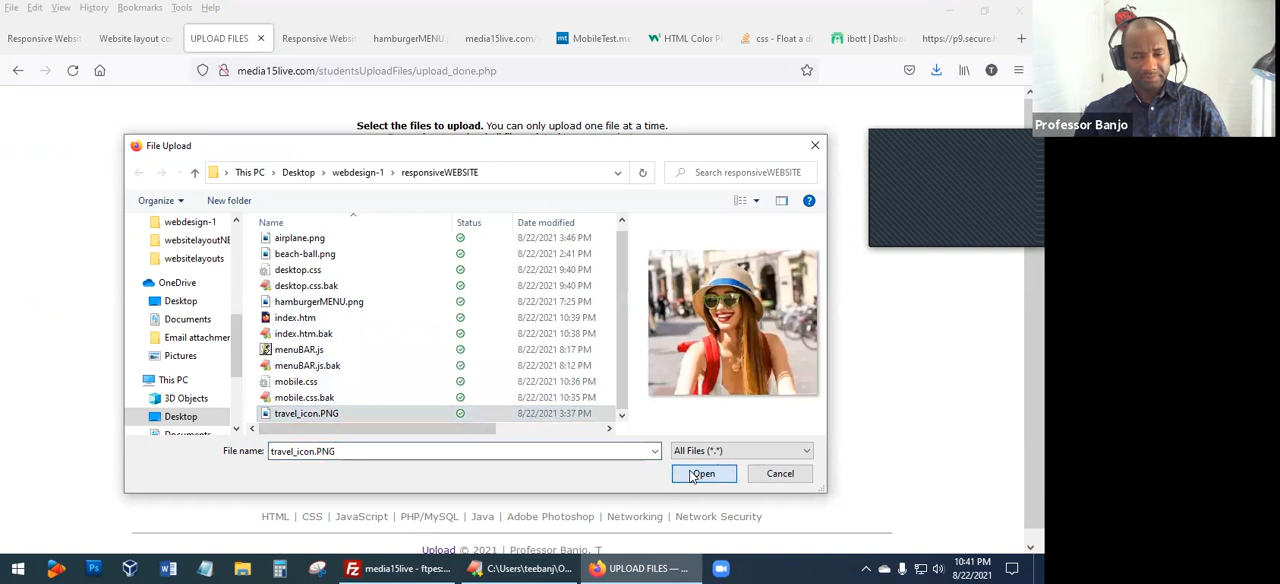 File Edit View History Bookmarks Tools Help
Responsive Websi Website layout co UPLOAD FILES Responsive Websi hamburgerMENU. media15live.com/ MobileTest.me HTML Color P css - Float a di ibott | Dashbo https://p9.secure.h
media15live.com/studentsUploadFiles/upload_done.php
Professor Banjo
Select the files to upload. You can only upload one file at a time.
File Upload
This PC > Desktop > webdesign-1 > responsiveWEBSITE
Search responsiveWEBSITE
Organize New folder
Name Status Date modified
webdesign-1
websitelayoutNE
websitelayouts
OneDrive
Desktop
Documents
Email attachmer
Pictures
This PC
3D Objects
Desktop
Documents
airplane.png 8/22/2021 3:46 PM
beach-ball.png 8/22/2021 2:41 PM
desktop.css 8/22/2021 9:40 PM
desktop.css.bak 8/22/2021 9:40 PM
hamburgerMENU.png 8/22/2021 7:25 PM
index.htm 8/22/2021 10:39 PM
index.htm.bak 8/22/2021 10:38 PM
menuBAR.js 8/22/2021 8:17 PM
menuBAR.js.bak 8/22/2021 8:12 PM
mobile.css 8/22/2021 10:36 PM
mobile.css.bak 8/22/2021 10:35 PM
travel_icon.PNG 8/22/2021 3:37 PM
File name: travel_icon.PNG All Files (*.*)
Open Cancel
HTML | CSS | JavaScript | PHP/MySQL | Java | Adobe Photoshop | Networking | Network Security
Upload © 2021 | Professor Banjo, T
media15live - ftpes:... C:\Users\teebanj\O... UPLOAD FILES — ... 10:41 PM
8/22/2021